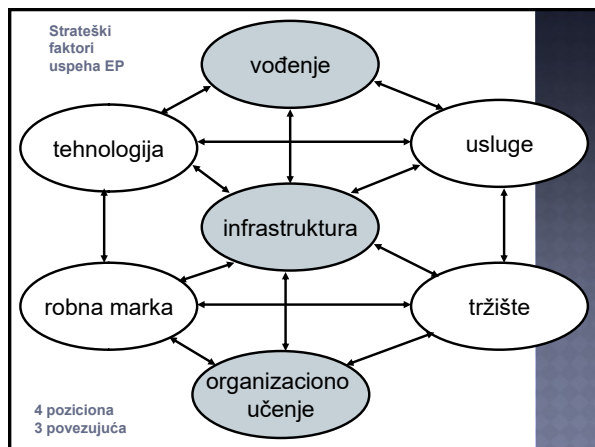 Strateški
faktori
uspeha EP
vođenje
tehnologija
usluge
infrastruktura
robna marka
tržište
organizaciono
učenje
4 poziciona
3 povezujuća